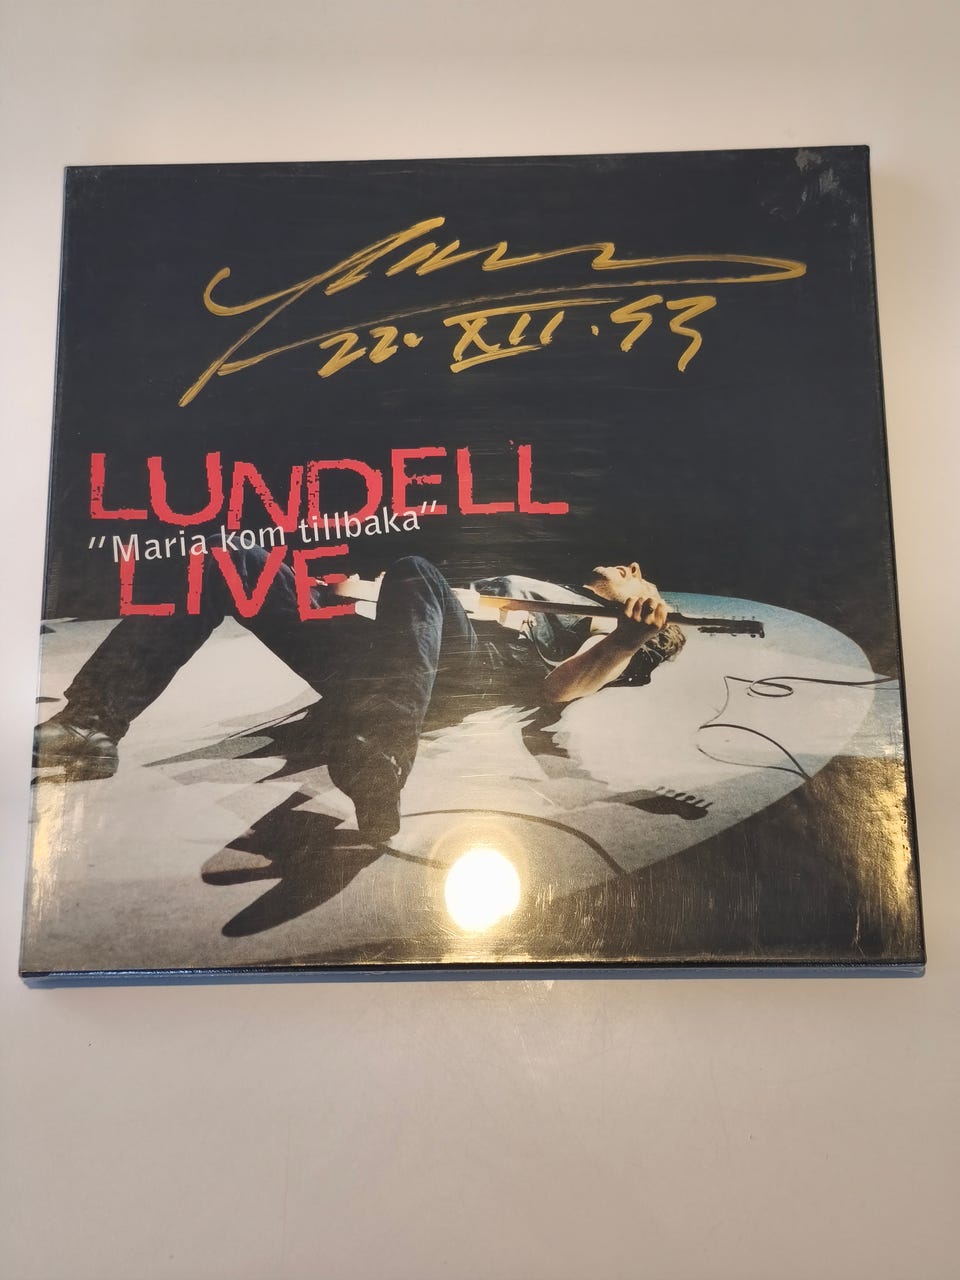 22. XII. 93
LUNDELL
"Maria kom tillbaka"
LIVE